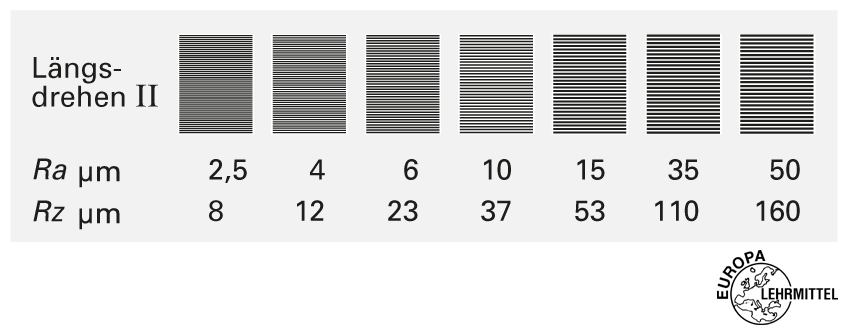 Längs-
drehen II
Ra µm 2,5 4 6 10 15 35 50
Rz µm 8 12 23 37 53 110 160
EUROPA
LEHRMITTEL